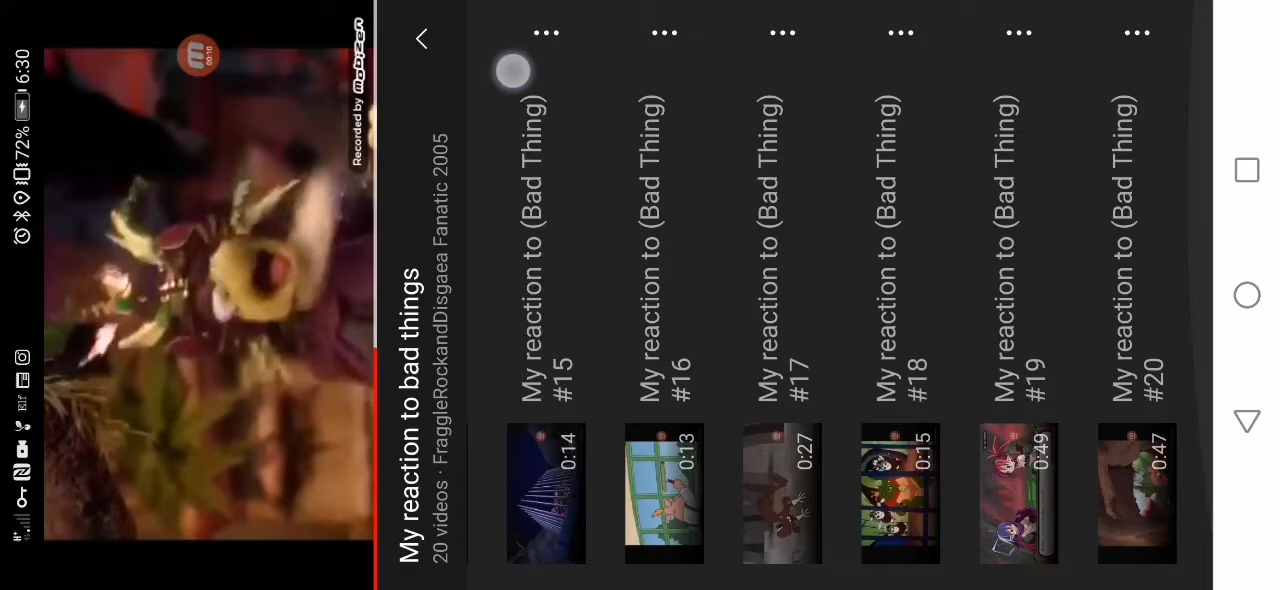 6:30
72%
Elf
H+
00:10
Recorded by mobizen
My reaction to bad things
20 videos · FraggleRockandDisgaea Fanatic 2005
My reaction to (Bad Thing)
#15
0:14
My reaction to (Bad Thing)
#16
0:13
My reaction to (Bad Thing)
#17
0:27
My reaction to (Bad Thing)
#18
0:15
My reaction to (Bad Thing)
#19
0:49
My reaction to (Bad Thing)
#20
0:47